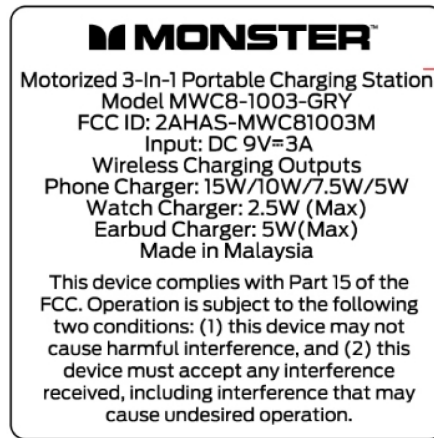 MONSTER™
Motorized 3-In-1 Portable Charging Station
Model MWC8-1003-GRY
FCC ID: 2AHAS-MWC81003M
Input: DC 9V⎓3A
Wireless Charging Outputs
Phone Charger: 15W/10W/7.5W/5W
Watch Charger: 2.5W (Max)
Earbud Charger: 5W(Max)
Made in Malaysia
This device complies with Part 15 of the
FCC. Operation is subject to the following
two conditions: (1) this device may not
cause harmful interference, and (2) this
device must accept any interference
received, including interference that may
cause undesired operation.